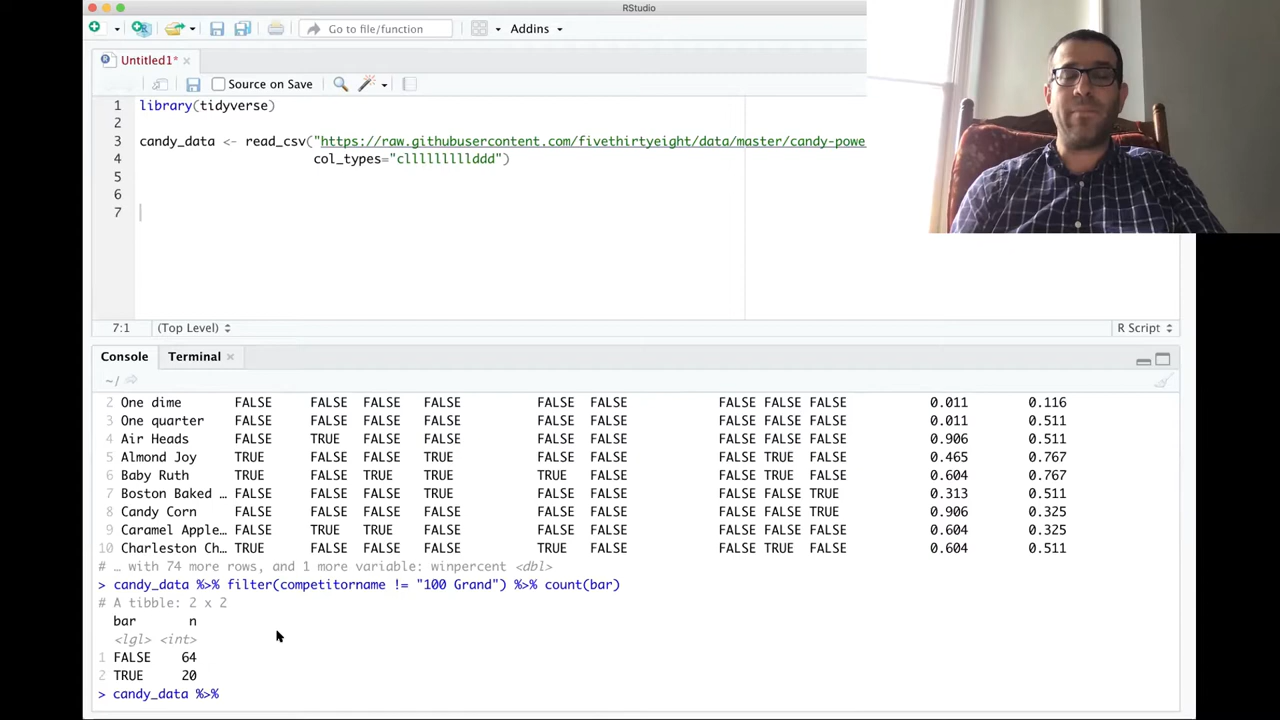 RStudio
Go to file/function
Addins
Untitled1*
Source on Save
1 library(tidyverse)
2
3 candy_data <- read_csv("https://raw.githubusercontent.com/fivethirtyeight/data/master/candy-powe
4 col_types="clllllllllddd")
5
6
7
7:1 (Top Level) R Script
Console Terminal
~/
2 One dime FALSE FALSE FALSE FALSE FALSE FALSE FALSE FALSE FALSE 0.011 0.116
3 One quarter FALSE FALSE FALSE FALSE FALSE FALSE FALSE FALSE FALSE 0.011 0.511
4 Air Heads FALSE TRUE FALSE FALSE FALSE FALSE FALSE FALSE FALSE 0.906 0.511
5 Almond Joy TRUE FALSE FALSE TRUE FALSE FALSE FALSE TRUE FALSE 0.465 0.767
6 Baby Ruth TRUE FALSE TRUE TRUE TRUE FALSE FALSE TRUE FALSE 0.604 0.767
7 Boston Baked … FALSE FALSE FALSE TRUE FALSE FALSE FALSE FALSE TRUE 0.313 0.511
8 Candy Corn FALSE FALSE FALSE FALSE FALSE FALSE FALSE FALSE TRUE 0.906 0.325
9 Caramel Apple… FALSE TRUE TRUE FALSE FALSE FALSE FALSE FALSE FALSE 0.604 0.325
10 Charleston Ch… TRUE FALSE FALSE FALSE TRUE FALSE FALSE TRUE FALSE 0.604 0.511
# … with 74 more rows, and 1 more variable: winpercent <dbl>
> candy_data %>% filter(competitorname != "100 Grand") %>% count(bar)
# A tibble: 2 x 2
bar n
<lgl> <int>
1 FALSE 64
2 TRUE 20
> candy_data %>%